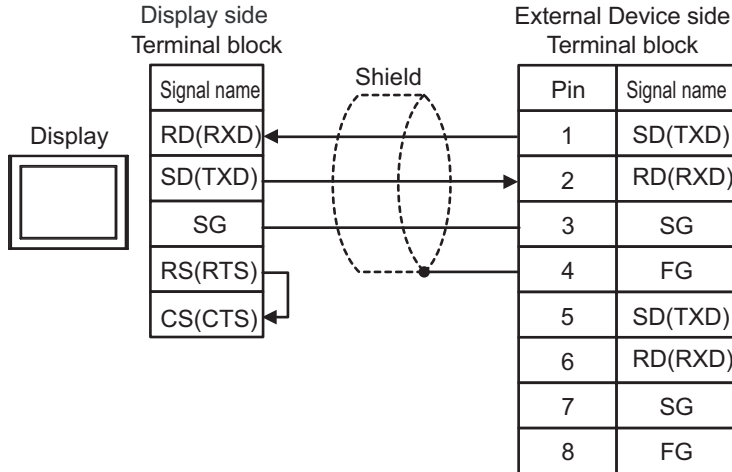 Display side
Terminal block
External Device side
Terminal block
Shield
Display
Signal name
RD(RXD)
SD(TXD)
SG
RS(RTS)
CS(CTS)
Pin Signal name
1 SD(TXD)
2 RD(RXD)
3 SG
4 FG
5 SD(TXD)
6 RD(RXD)
7 SG
8 FG